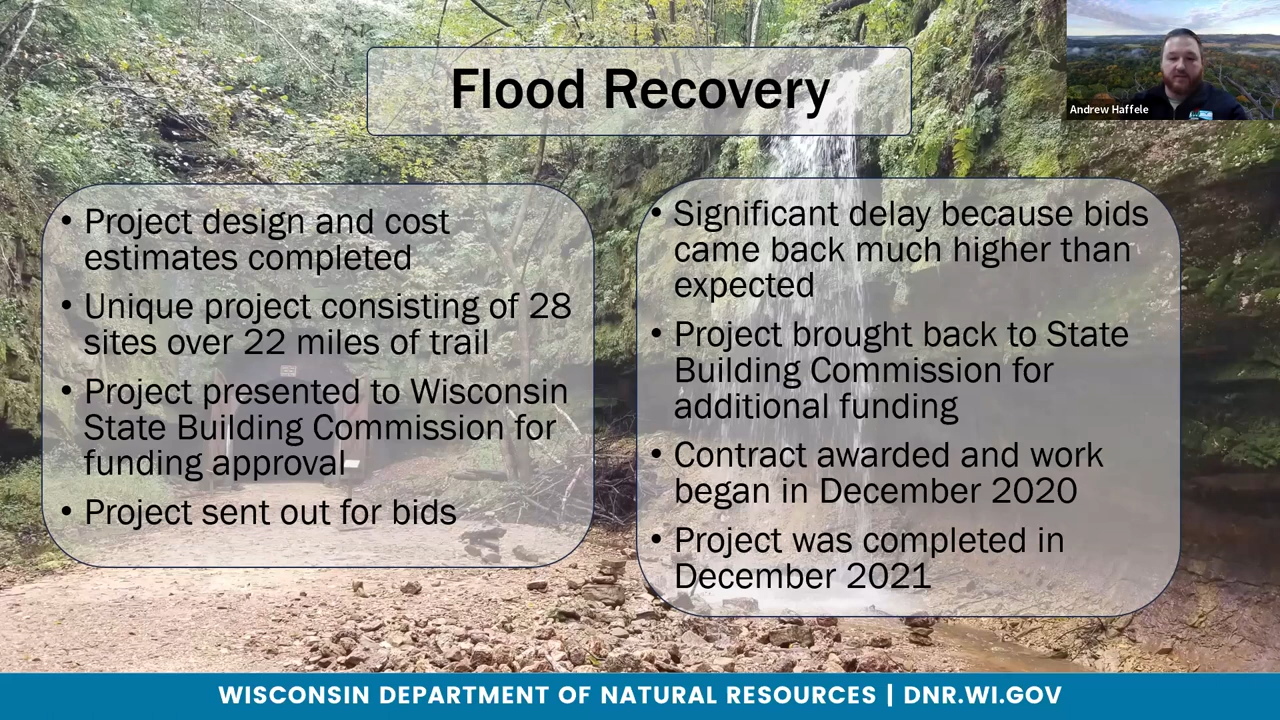 Flood Recovery
Andrew Haffele
• Project design and cost
estimates completed
• Unique project consisting of 28
sites over 22 miles of trail
• Project presented to Wisconsin
State Building Commission for
funding approval
• Project sent out for bids
• Significant delay because bids
came back much higher than
expected
• Project brought back to State
Building Commission for
additional funding
• Contract awarded and work
began in December 2020
• Project was completed in
December 2021
WISCONSIN DEPARTMENT OF NATURAL RESOURCES | DNR.WI.GOV